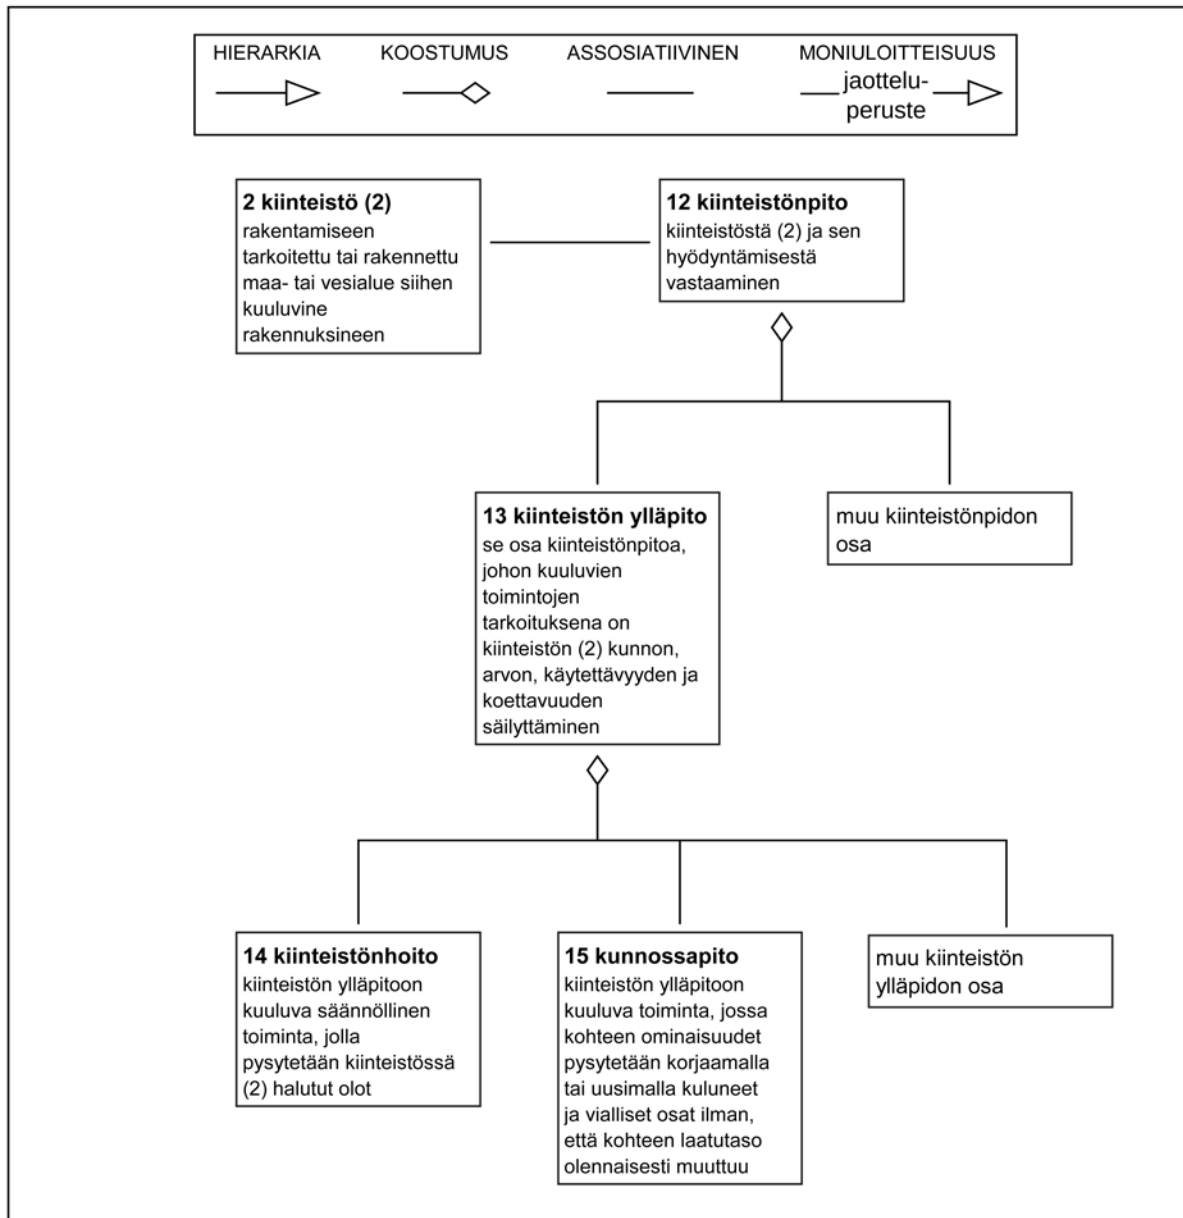 HIERARKIA
KOOSTUMUS
ASSOSIATIIVINEN
MONIULOITTEISUUS
jaottelu-
peruste
2 kiinteistö (2)
rakentamiseen
tarkoitettu tai rakennettu
maa- tai vesialue siihen
kuuluvine
rakennuksineen
12 kiinteistönpito
kiinteistöstä (2) ja sen
hyödyntämisestä
vastaaminen
13 kiinteistön ylläpito
se osa kiinteistönpitoa,
johon kuuluvien
toimintojen
tarkoituksena on
kiinteistön (2) kunnon,
arvon, käytettävyyden ja
koettavuuden
säilyttäminen
muu kiinteistönpidon
osa
14 kiinteistönhoito
kiinteistön ylläpitoon
kuuluva säännöllinen
toiminta, jolla
pysytetään kiinteistössä
(2) halutut olot
15 kunnossapito
kiinteistön ylläpitoon
kuuluva toiminta, jossa
kohteen ominaisuudet
pysytetään korjaamalla
tai uusimalla kuluneet
ja vialliset osat ilman,
että kohteen laatutaso
olennaisesti muuttuu
muu kiinteistön
ylläpidon osa